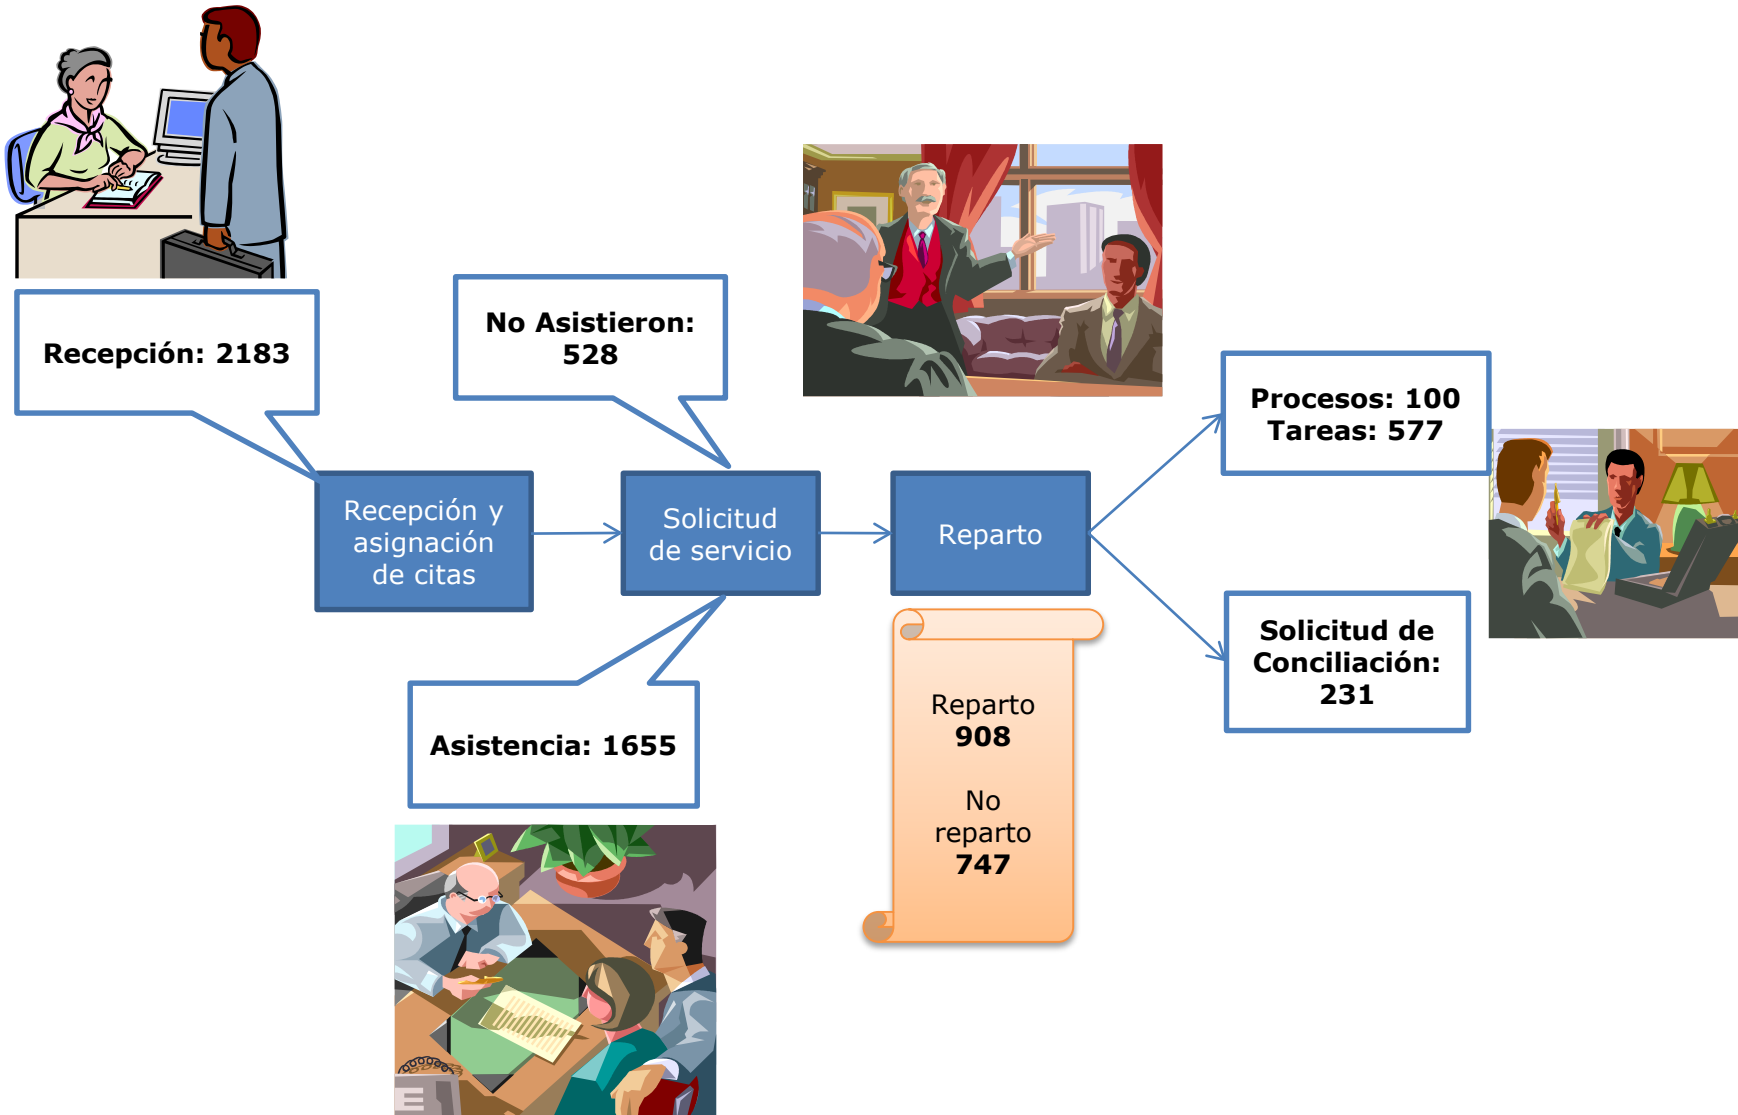 Recepción: 2183
No Asistieron:
528
Recepción y
asignación
de citas
Solicitud
de servicio
Reparto
Procesos: 100
Tareas: 577
Solicitud de
Conciliación:
231
Asistencia: 1655
Reparto
908
No
reparto
747